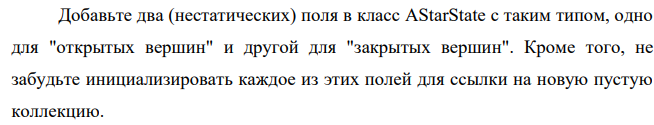 Добавьте два (нестатических) поля в класс AStarState с таким типом, одно
для "открытых вершин" и другой для "закрытых вершин". Кроме того, не
забудьте инициализировать каждое из этих полей для ссылки на новую пустую
коллекцию.